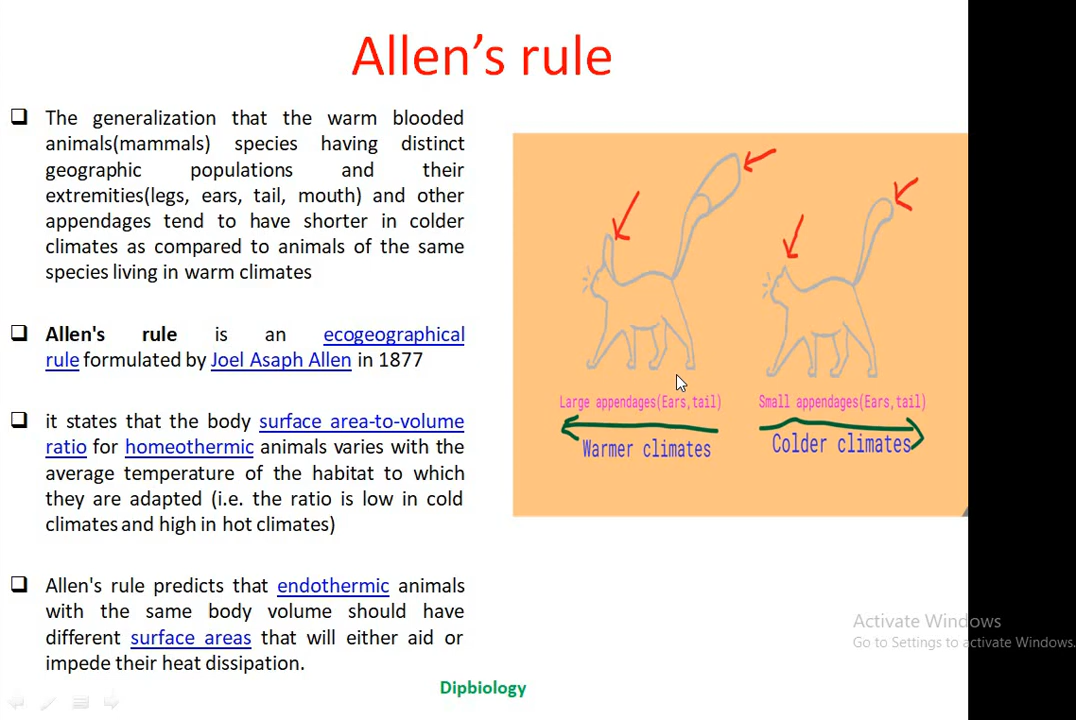 Allen's rule
The generalization that the warm blooded
animals(mammals) species having distinct
geographic populations and their
extremities(legs, ears, tail, mouth) and other
appendages tend to have shorter in colder
climates as compared to animals of the same
species living in warm climates
Allen's rule is an ecogeographical
rule formulated by Joel Asaph Allen in 1877
it states that the body surface area-to-volume
ratio for homeothermic animals varies with the
average temperature of the habitat to which
they are adapted (i.e. the ratio is low in cold
climates and high in hot climates)
Allen's rule predicts that endothermic animals
with the same body volume should have
different surface areas that will either aid or
impede their heat dissipation.
Large appendages(Ears,tail)
Warmer climates
Small appendages(Ears,tail)
Colder climates
Dipbiology
Activate Windows
Go to Settings to activate Windows.